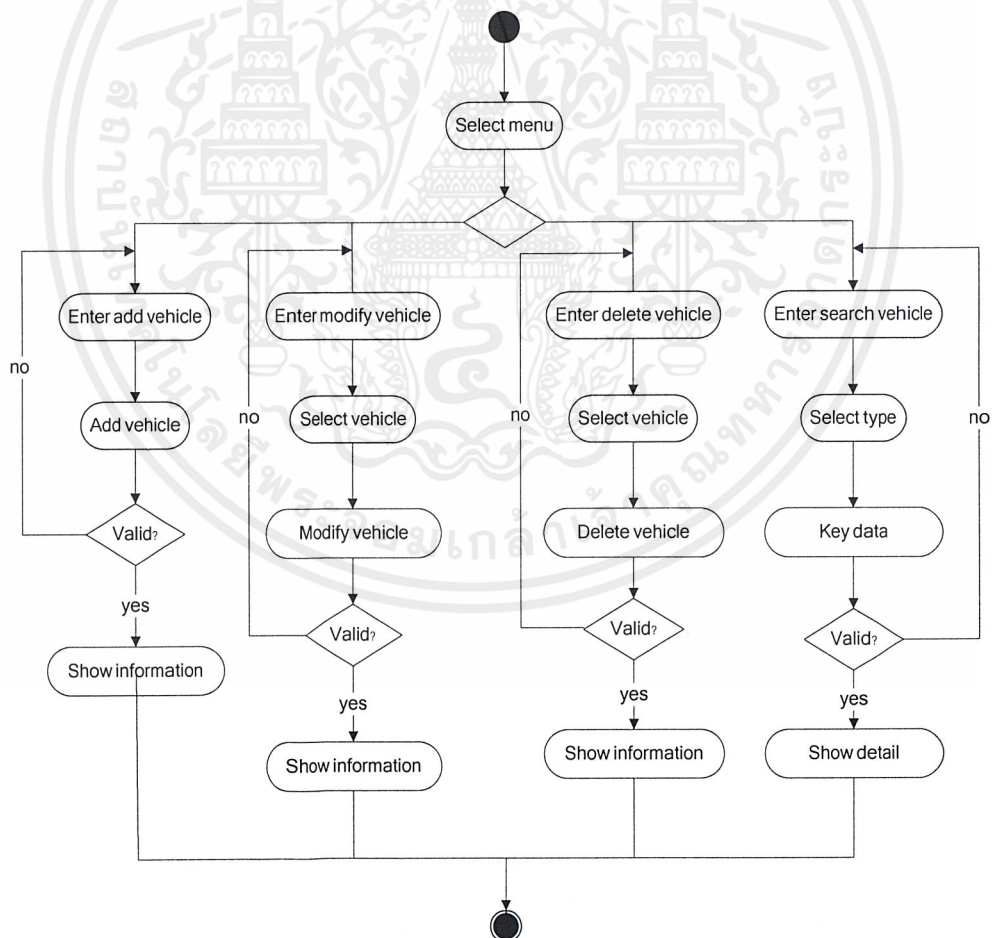 Select menu
Enter add vehicle
Enter modify vehicle
Enter delete vehicle
Enter search vehicle
no
Add vehicle
no
Select vehicle
no
Select vehicle
Select type
no
Valid?
Modify vehicle
Delete vehicle
Key data
yes
Valid?
Valid?
Valid?
Show information
yes
yes
yes
Show information
Show information
Show detail